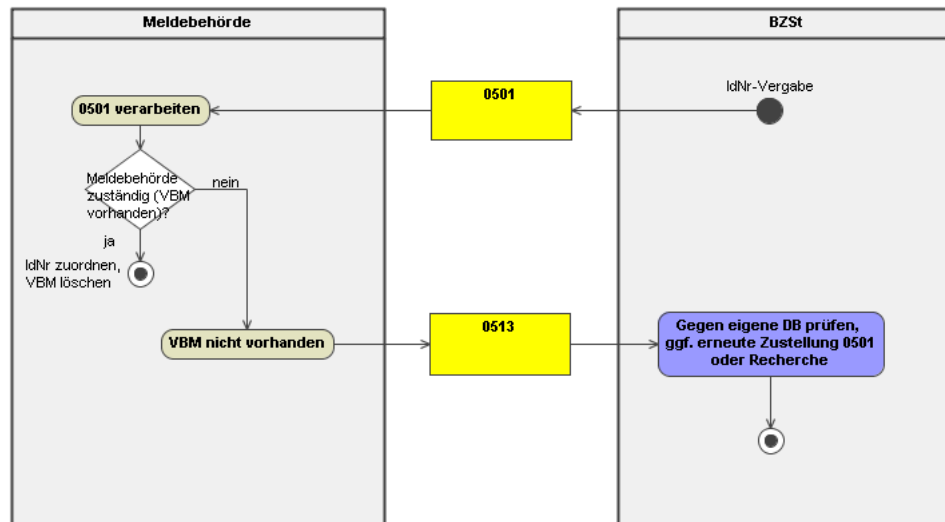 Meldebehörde
BZSt
0501
IdNr-Vergabe
0501 verarbeiten
Meldebehörde
zuständig (VBM
vorhanden)?
nein
ja
IdNr zuordnen,
VBM löschen
VBM nicht vorhanden
0513
Gegen eigene DB prüfen,
ggf. erneute Zustellung 0501
oder Recherche